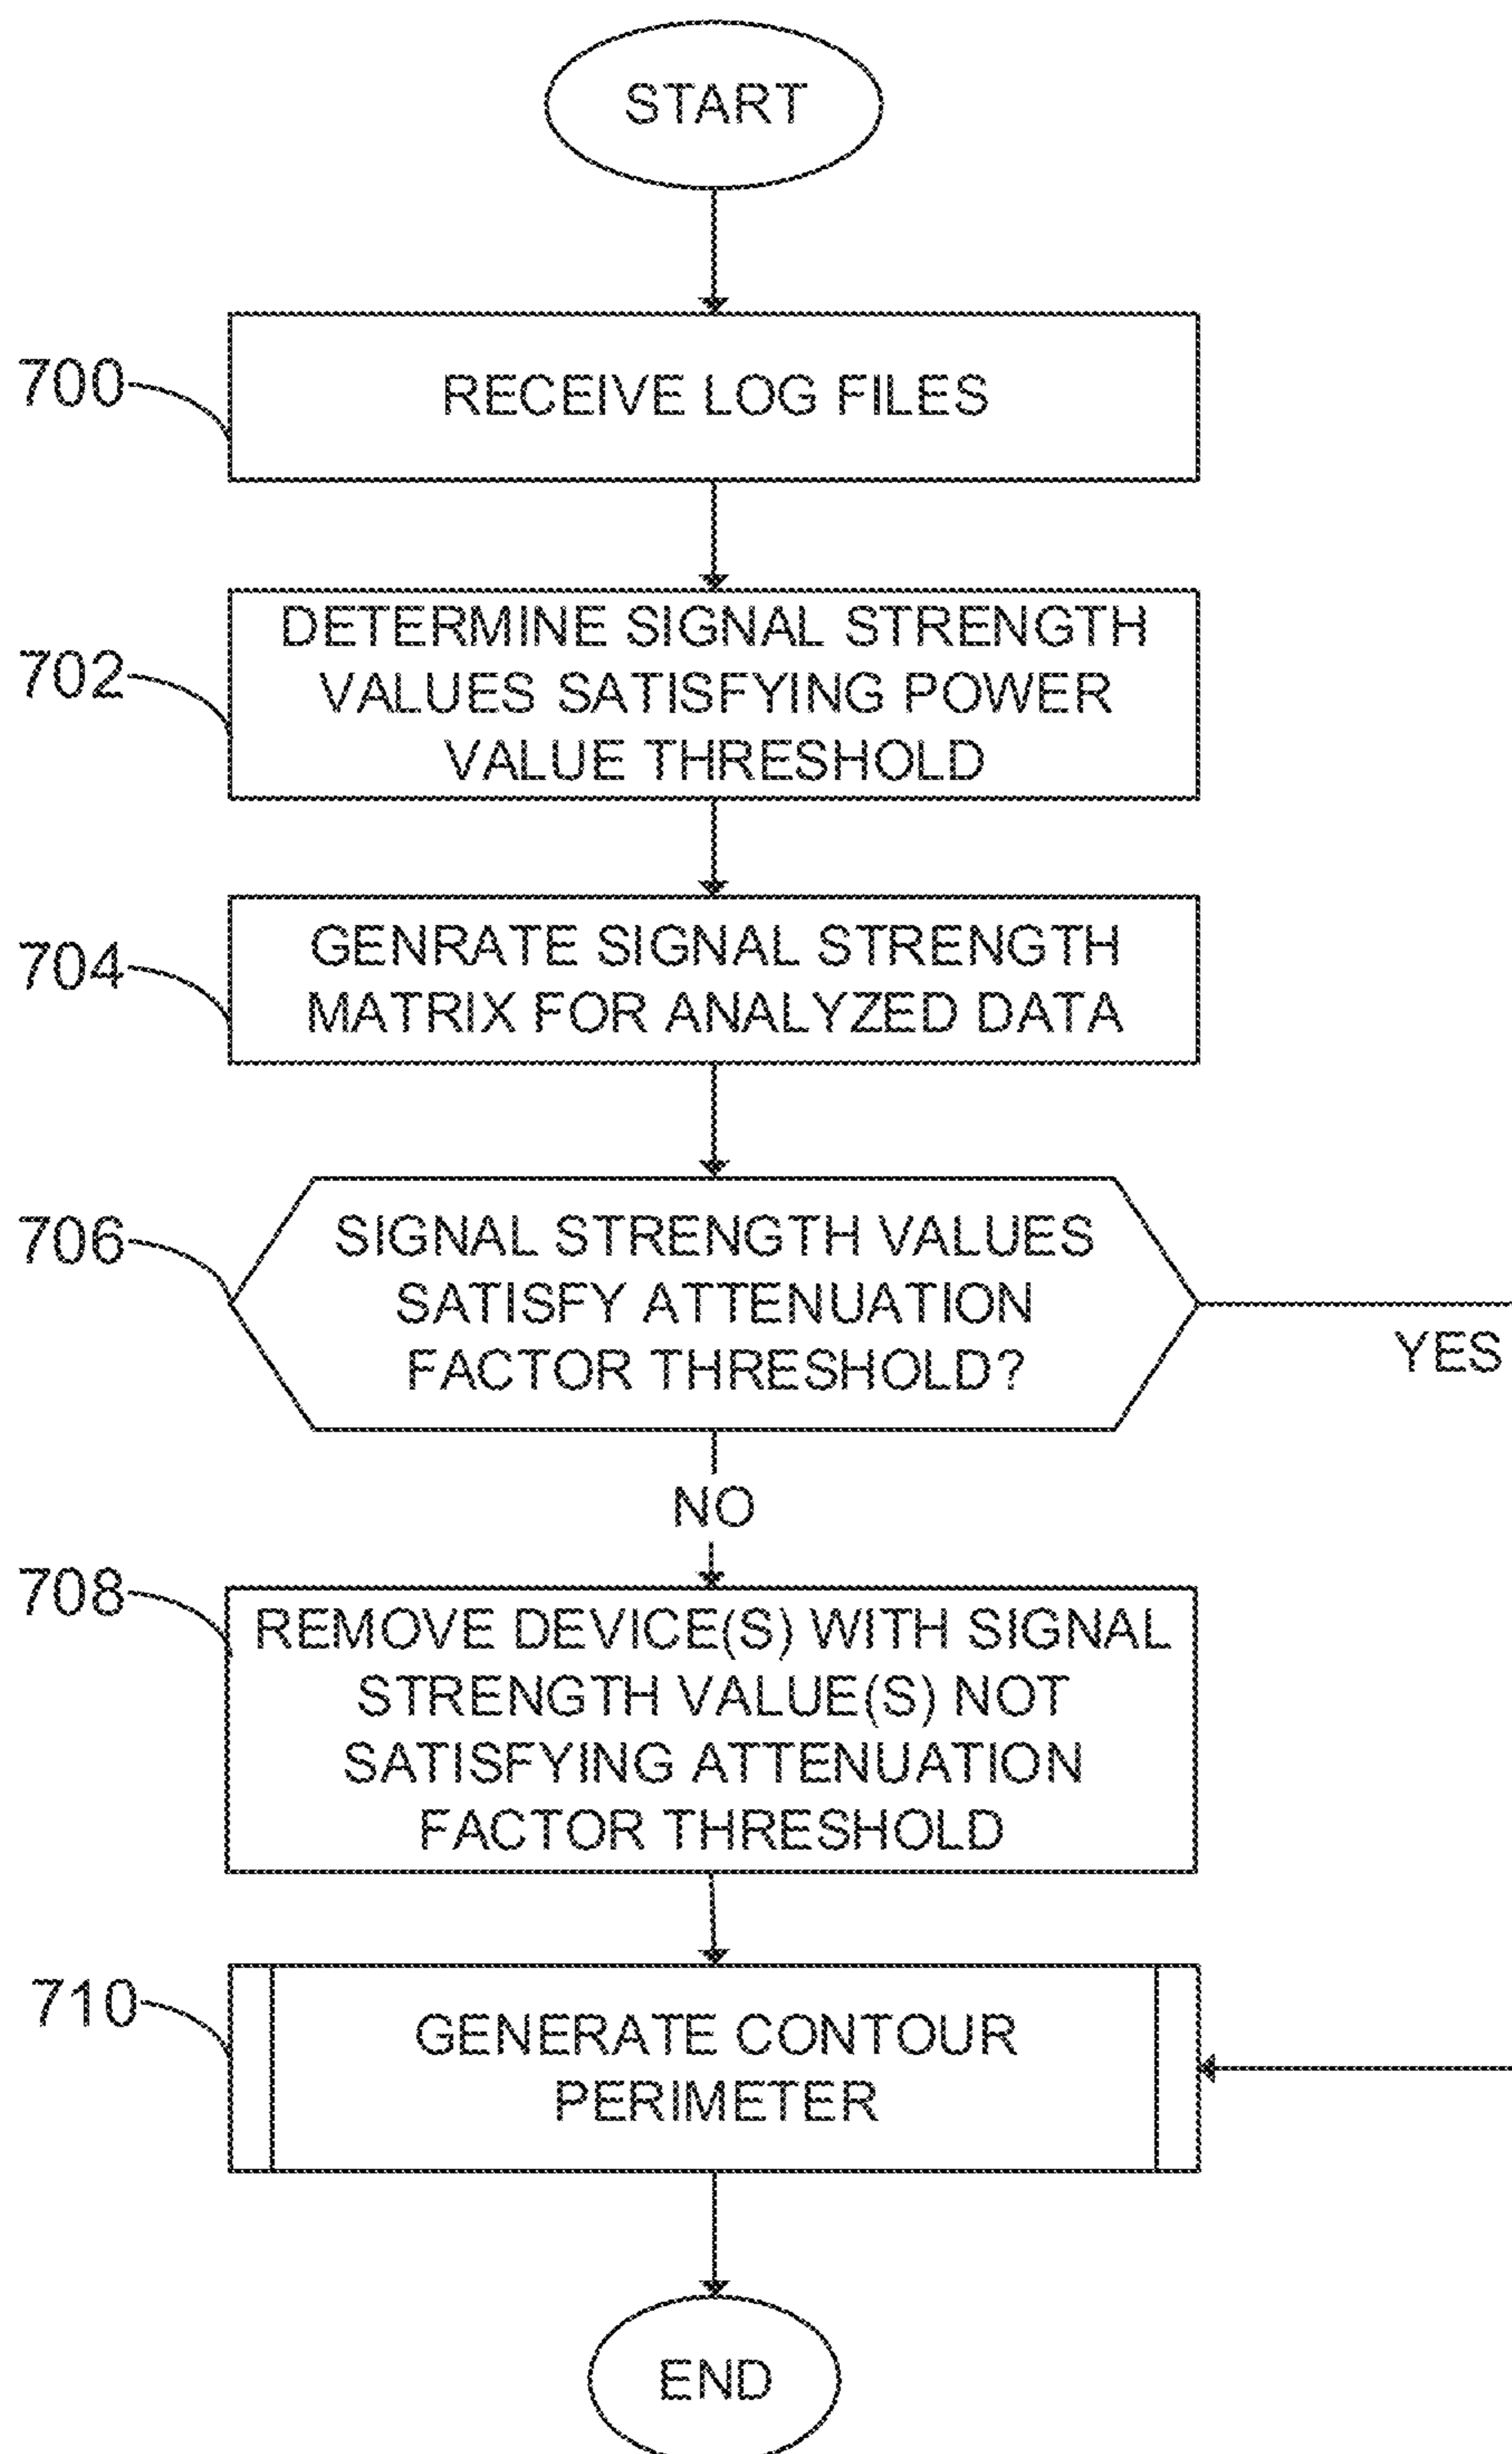 START
700
RECEIVE LOG FILES
702
DETERMINE SIGNAL STRENGTH
VALUES SATISFYING POWER
VALUE THRESHOLD
704
GENRATE SIGNAL STRENGTH
MATRIX FOR ANALYZED DATA
706
SIGNAL STRENGTH VALUES
SATISFY ATTENUATION
FACTOR THRESHOLD?
YES
NO
708
REMOVE DEVICE(S) WITH SIGNAL
STRENGTH VALUE(S) NOT
SATISFYING ATTENUATION
FACTOR THRESHOLD
710
GENERATE CONTOUR
PERIMETER
END